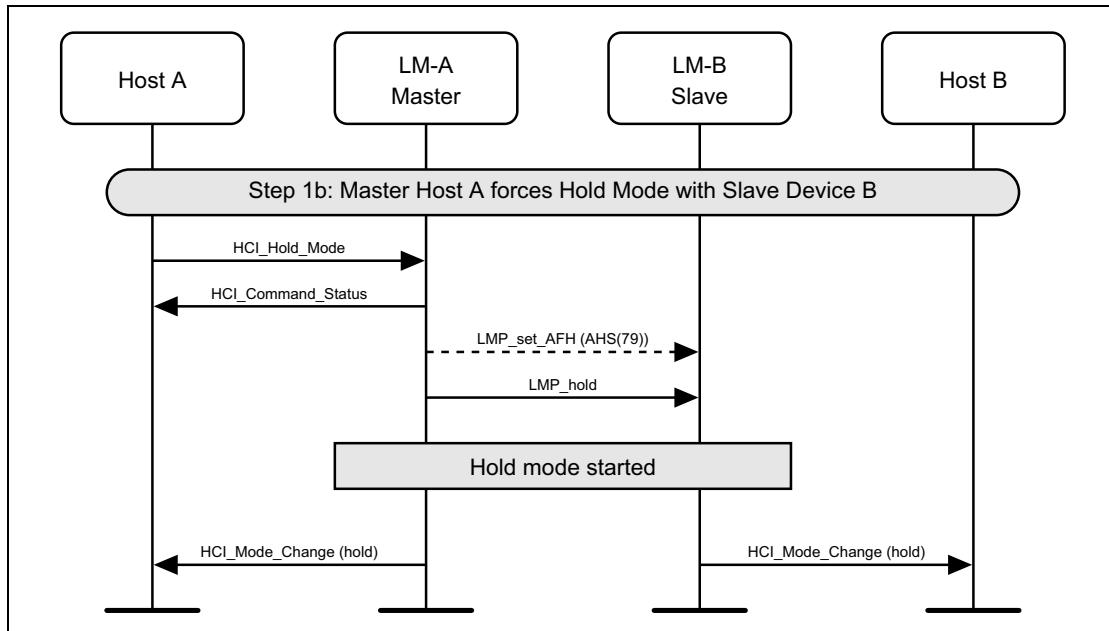 Host A
LM-A
Master
LM-B
Slave
Host B
Step 1b: Master Host A forces Hold Mode with Slave Device B
HCI_Hold_Mode
HCI_Command_Status
LMP_set_AFH (AHS(79))
LMP_hold
Hold mode started
HCI_Mode_Change (hold)
HCI_Mode_Change (hold)